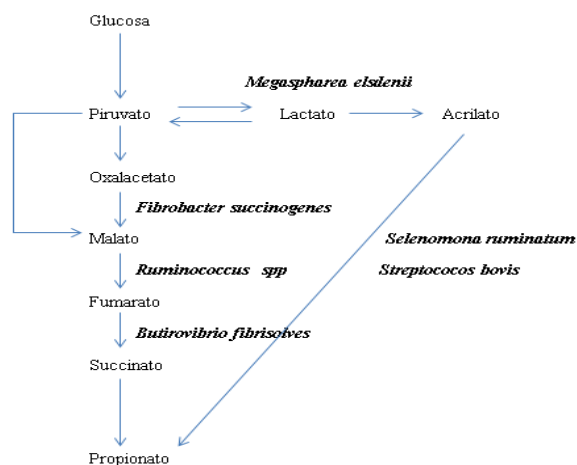 Glucosa
Megaspharea elsdenii
Piruvato Lactato Acrilato
Oxalacetato
Fibrobacter succinogenes
Malato Selenomona ruminatum
Ruminococcus spp Streptococos bovis
Fumarato
Butirovibrio fibrisolves
Succinato
Propionato